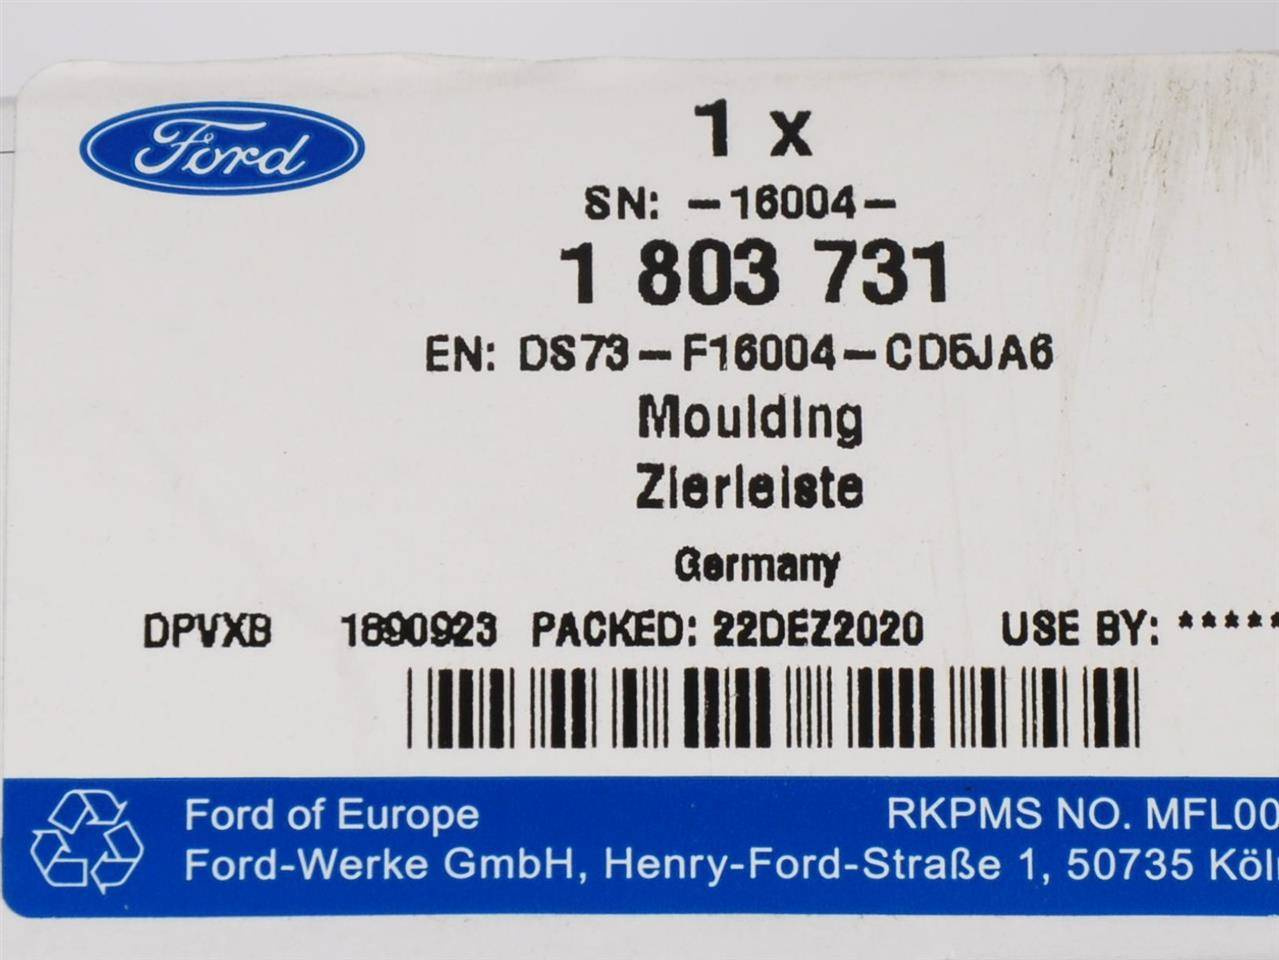 Ford
1 x
SN: -16004-
1 803 731
EN: DS73-F16004-CD5JA6
Moulding
Zierleiste
Germany
DPVXB 1890923 PACKED: 22DEZ2020 USE BY: *****
Ford of Europe RKPMS NO. MFL00
Ford-Werke GmbH, Henry-Ford-Straße 1, 50735 Köl